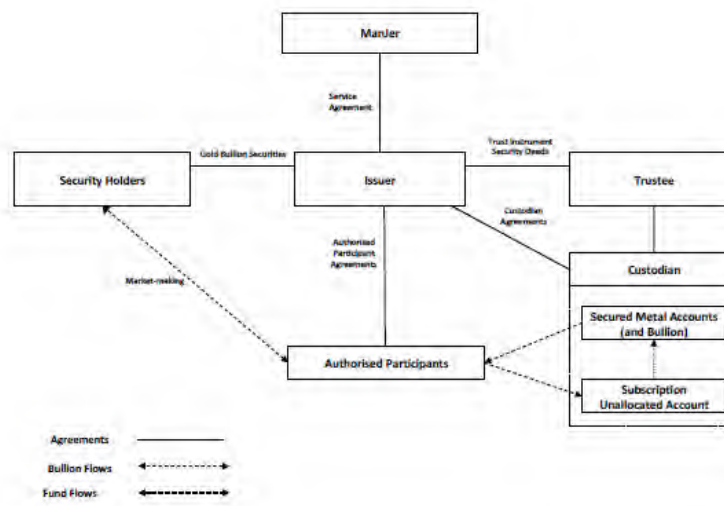 ManJer
Service
Agreement
Gold Bullion Securities
Trust Instrument
Security Deeds
Security Holders
Issuer
Trustee
Custodian
Agreements
Authorised
Participant
Agreements
Custodian
Market-making
Secured Metal Accounts
(and Bullion)
Authorised Participants
Subscription
Unallocated Account
Agreements
Bullion Flows
Fund Flows